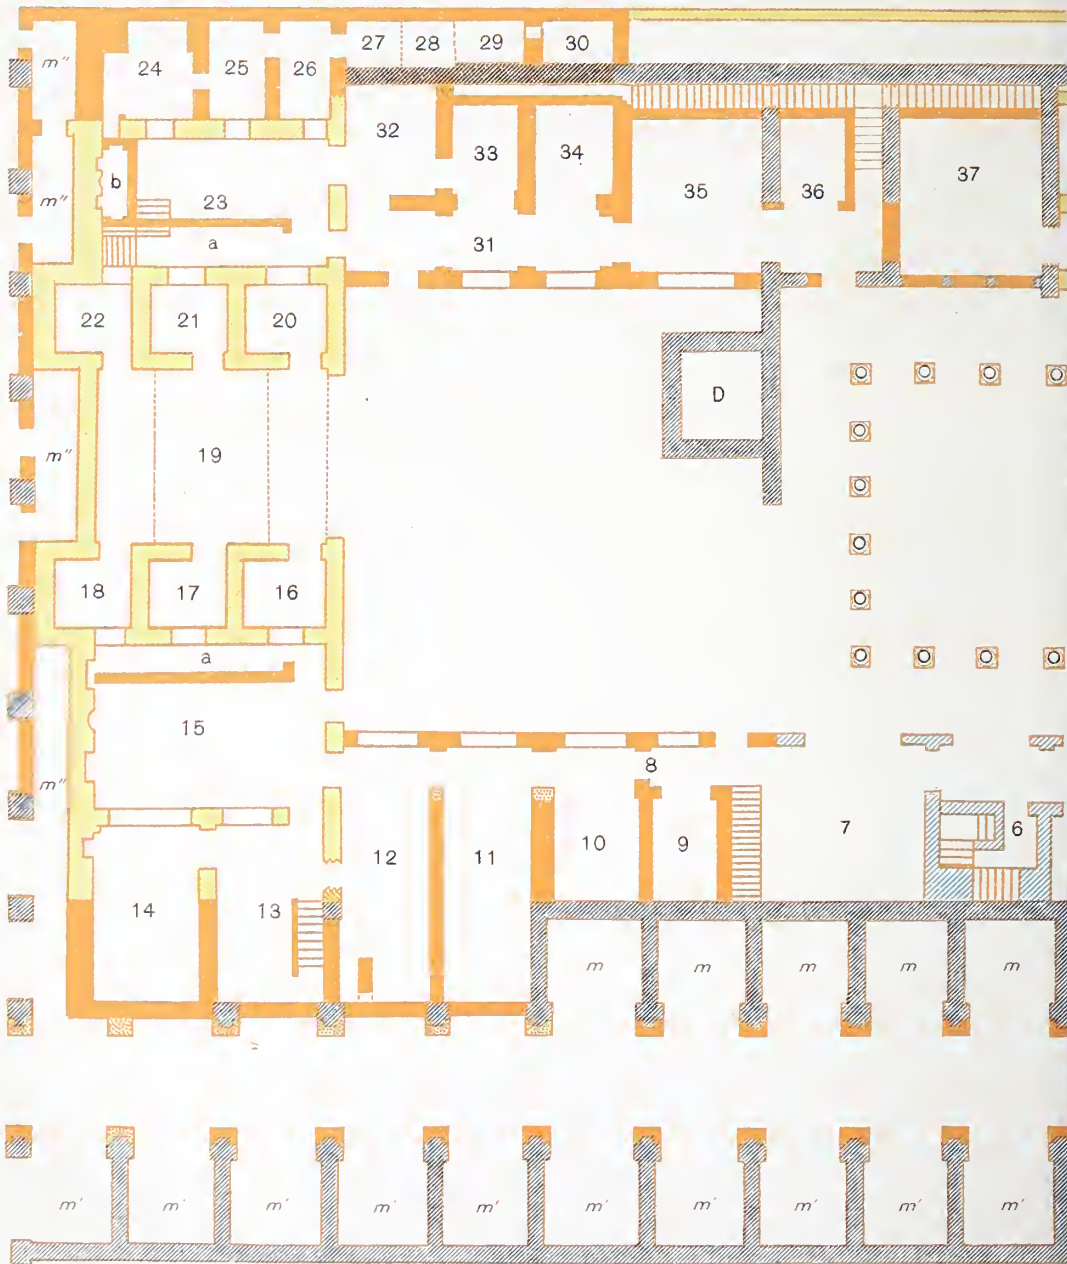 27 28 29 30
m" 24 25 26
32 33 34
b 23 35 36 37
m"
a 31
22 21 20
D
m" 19
18 17 16
a
15
m" 8
12 11 10 9 7 6
14 13
m m m m m
m' m' m' m' m' m' m' m' m' m'